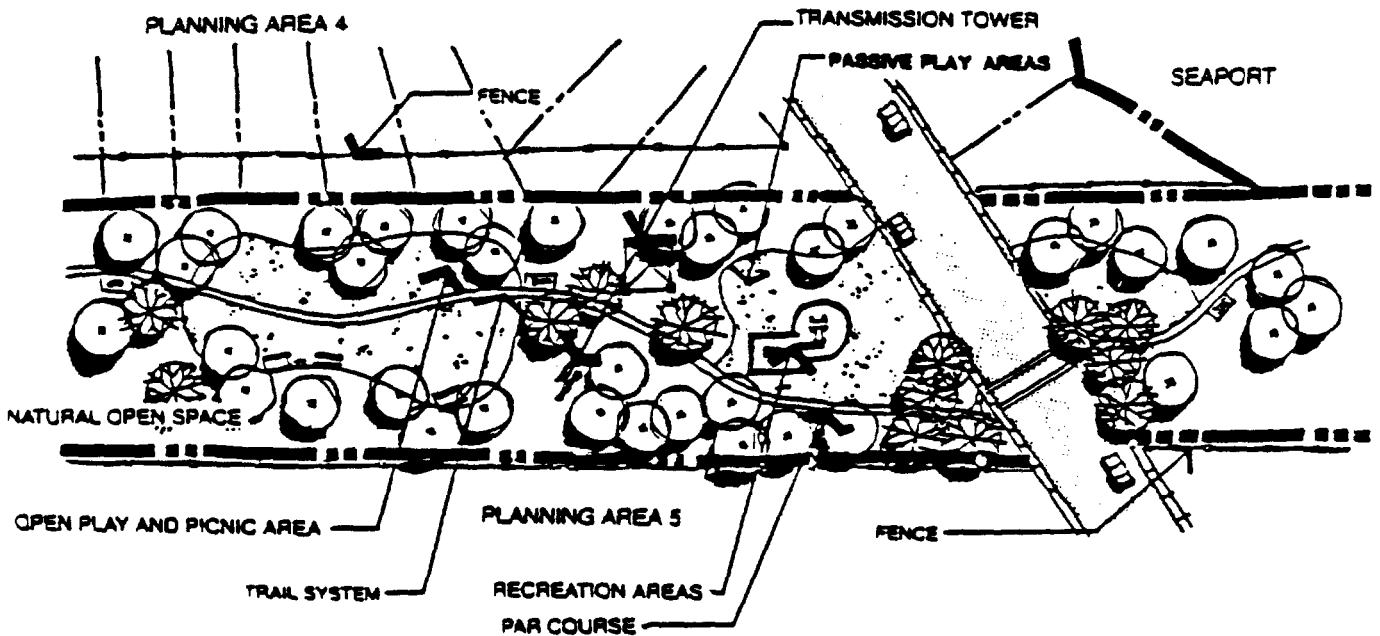 PLANNING AREA 4
TRANSMISSION TOWER
PASSIVE PLAY AREAS
SEAPORT
FENCE
NATURAL OPEN SPACE
OPEN PLAY AND PICNIC AREA
PLANNING AREA 5
FENCE
TRAIL SYSTEM
RECREATION AREAS
PAR COURSE